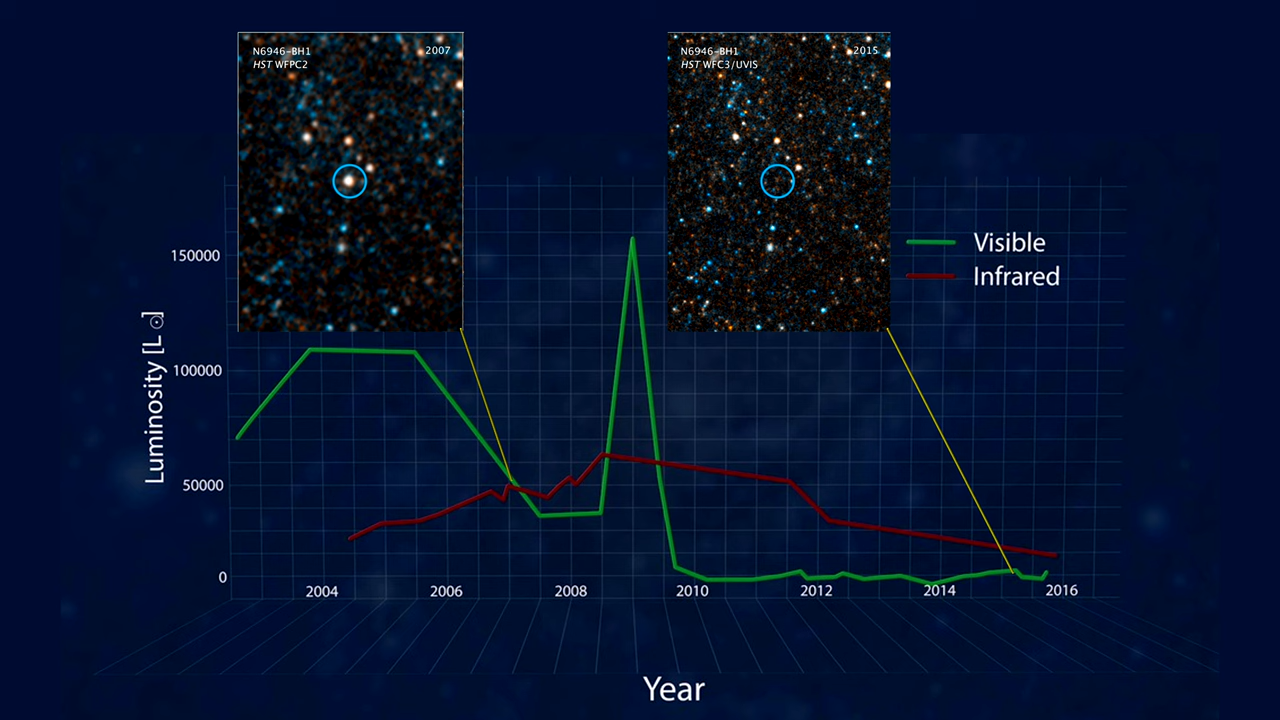 N6946-BH1 2007
HST WFPC2
N6946-BH1 2015
HST WFC3/UVIS
Visible
Infrared
Luminosity [L☉]
150000
100000
50000
0
2004 2006 2008 2010 2012 2014 2016
Year